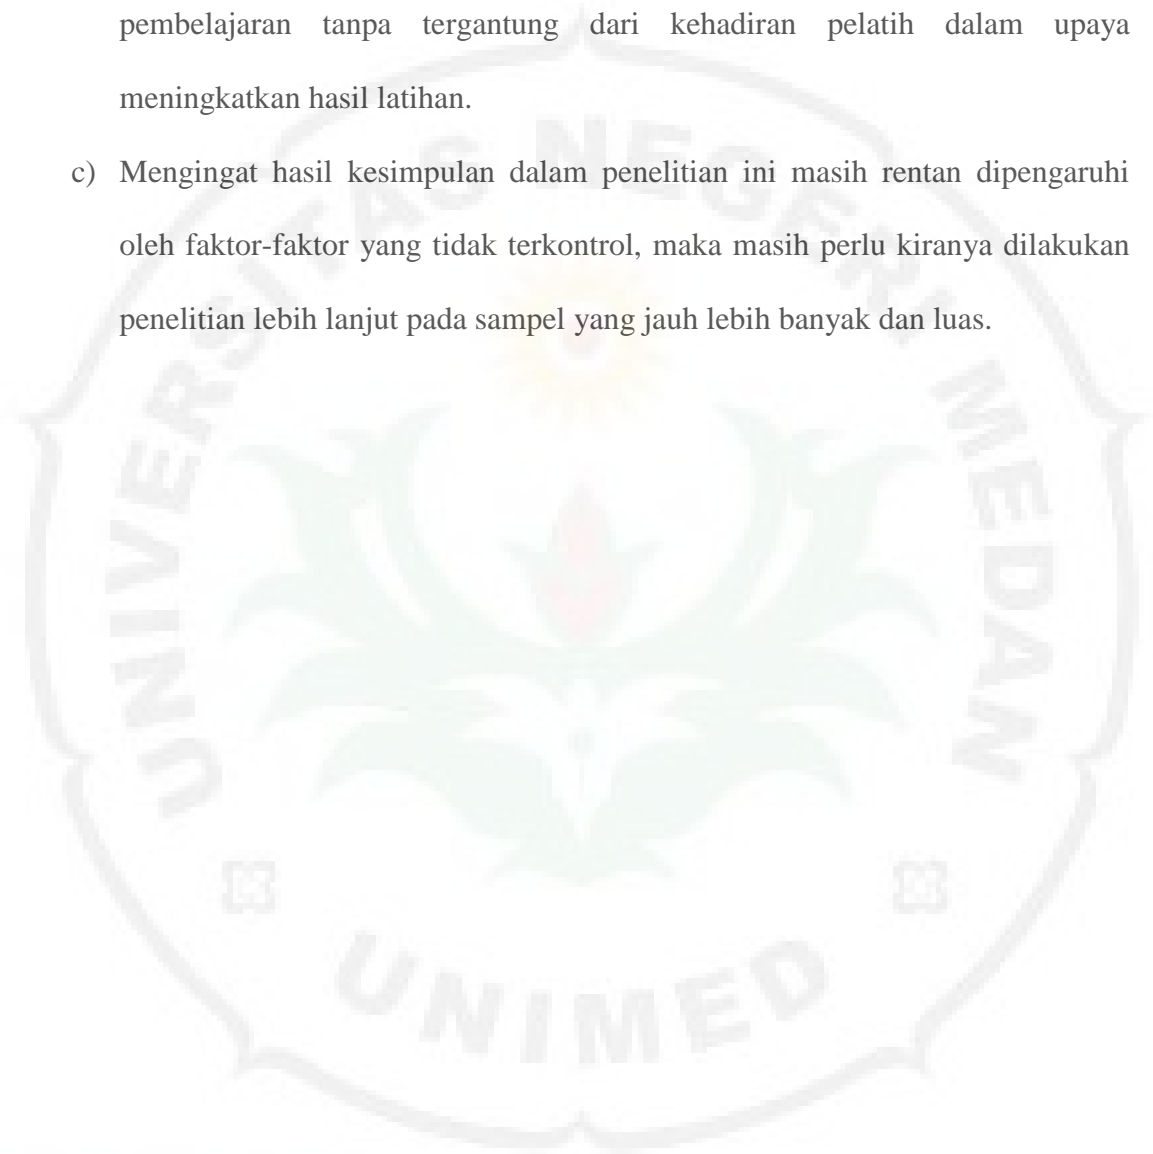 pembelajaran tanpa tergantung dari kehadiran pelatih dalam upaya
meningkatkan hasil latihan.
c) Mengingat hasil kesimpulan dalam penelitian ini masih rentan dipengaruhi
oleh faktor-faktor yang tidak terkontrol, maka masih perlu kiranya dilakukan
penelitian lebih lanjut pada sampel yang jauh lebih banyak dan luas.
UNIVERSITAS NEGERI MEDAN
UNIMED